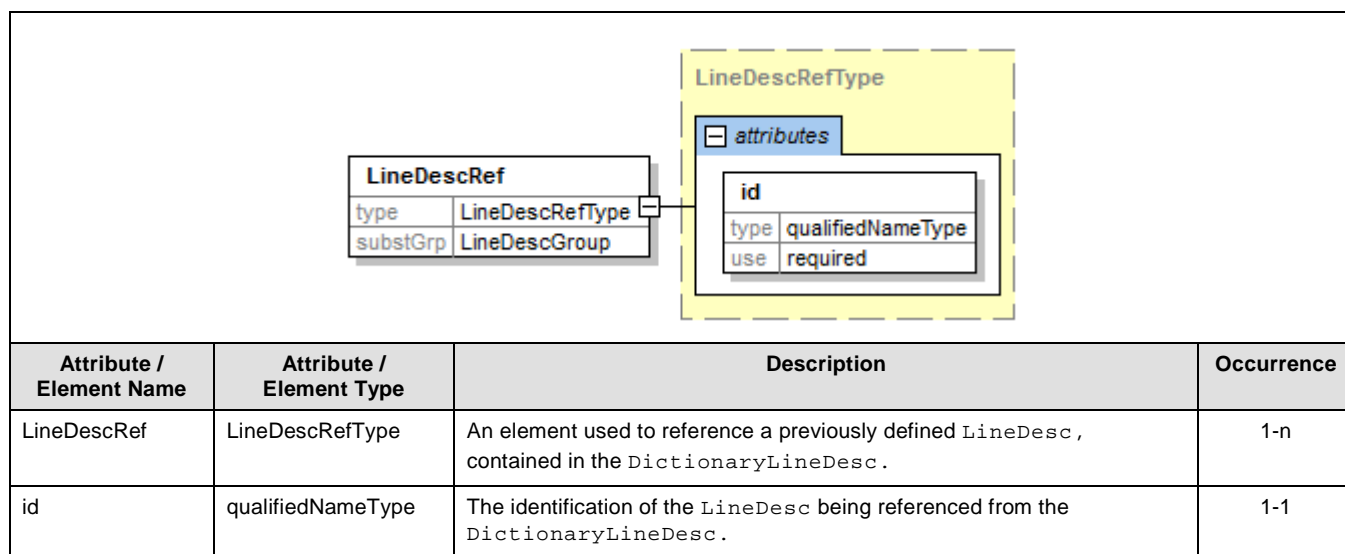 LineDescRefType
attributes
LineDescRef
type LineDescRefType
substGrp LineDescGroup
id
type qualifiedNameType
use required
Attribute / Element Name Attribute / Element Type Description Occurrence
LineDescRef LineDescRefType An element used to reference a previously defined LineDesc, 1-n
contained in the DictionaryLineDesc.
id qualifiedNameType The identification of the LineDesc being referenced from the 1-1
DictionaryLineDesc.